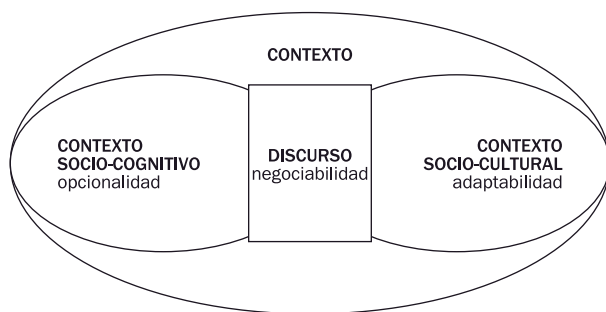 CONTEXTO
CONTEXTO
SOCIO-COGNITIVO
opcionalidad
DISCURSO
negociabilidad
CONTEXTO
SOCIO-CULTURAL
adaptabilidad